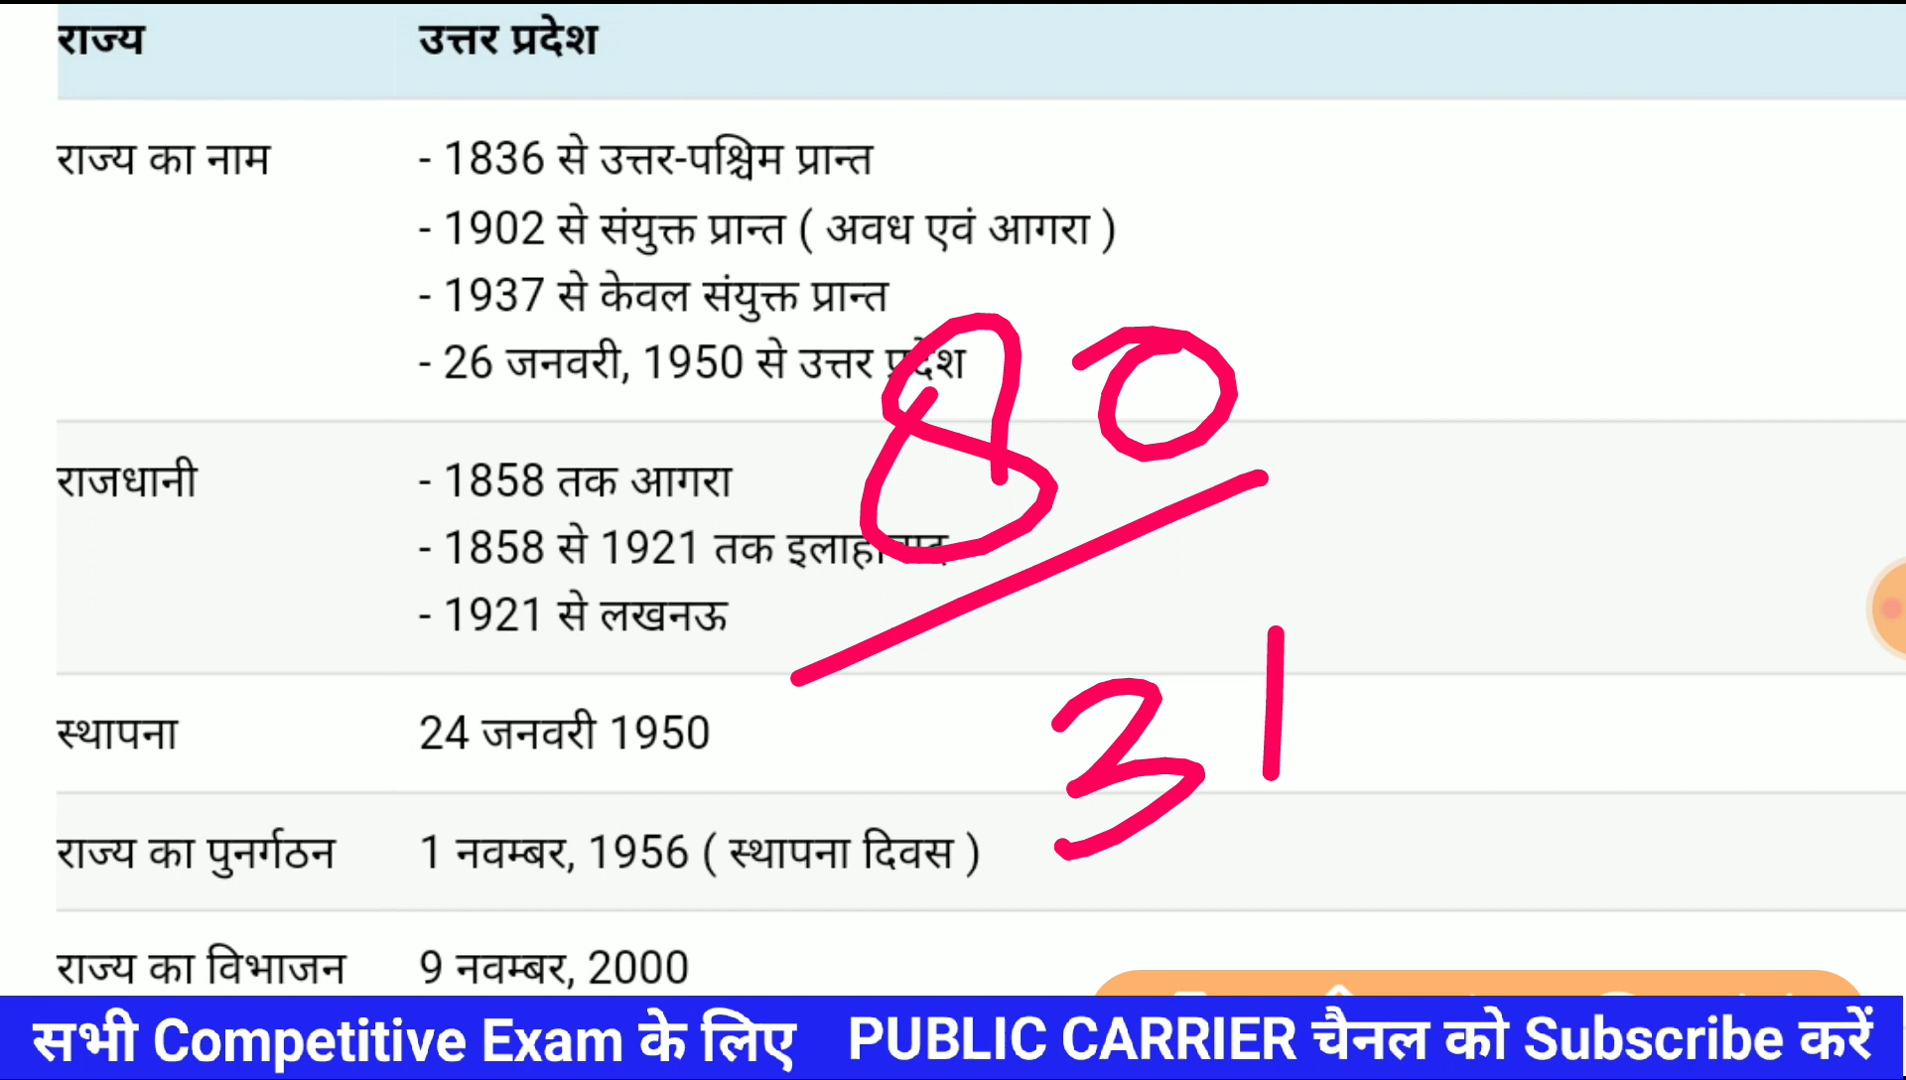 राज्य उत्तर प्रदेश
राज्य का नाम - 1836 से उत्तर-पश्चिम प्रान्त
- 1902 से संयुक्त प्रान्त ( अवध एवं आगरा )
- 1937 से केवल संयुक्त प्रान्त
- 26 जनवरी, 1950 से उत्तर प्रदेश
80
राजधानी - 1858 तक आगरा
- 1858 से 1921 तक इलाहाबाद
- 1921 से लखनऊ
31
स्थापना 24 जनवरी 1950
राज्य का पुनर्गठन 1 नवम्बर, 1956 ( स्थापना दिवस )
राज्य का विभाजन 9 नवम्बर, 2000
सभी Competitive Exam के लिए PUBLIC CARRIER चैनल को Subscribe करें